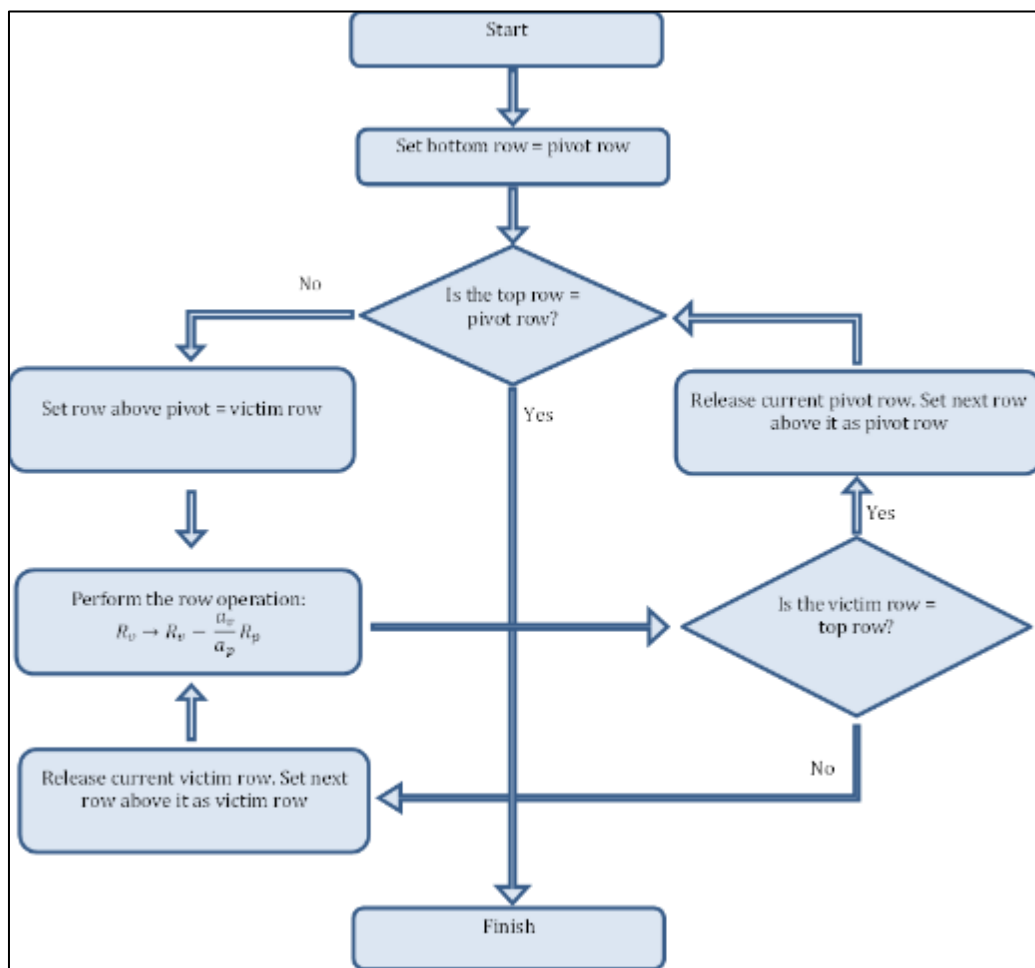 Start
Set bottom row = pivot row
No
Is the top row =
pivot row?
Set row above pivot = victim row
Yes
Release current pivot row. Set next row
above it as pivot row
Yes
Perform the row operation:
R_v → R_v − a_v/a_p R_p
Is the victim row =
top row?
No
Release current victim row. Set next
row above it as victim row
Finish